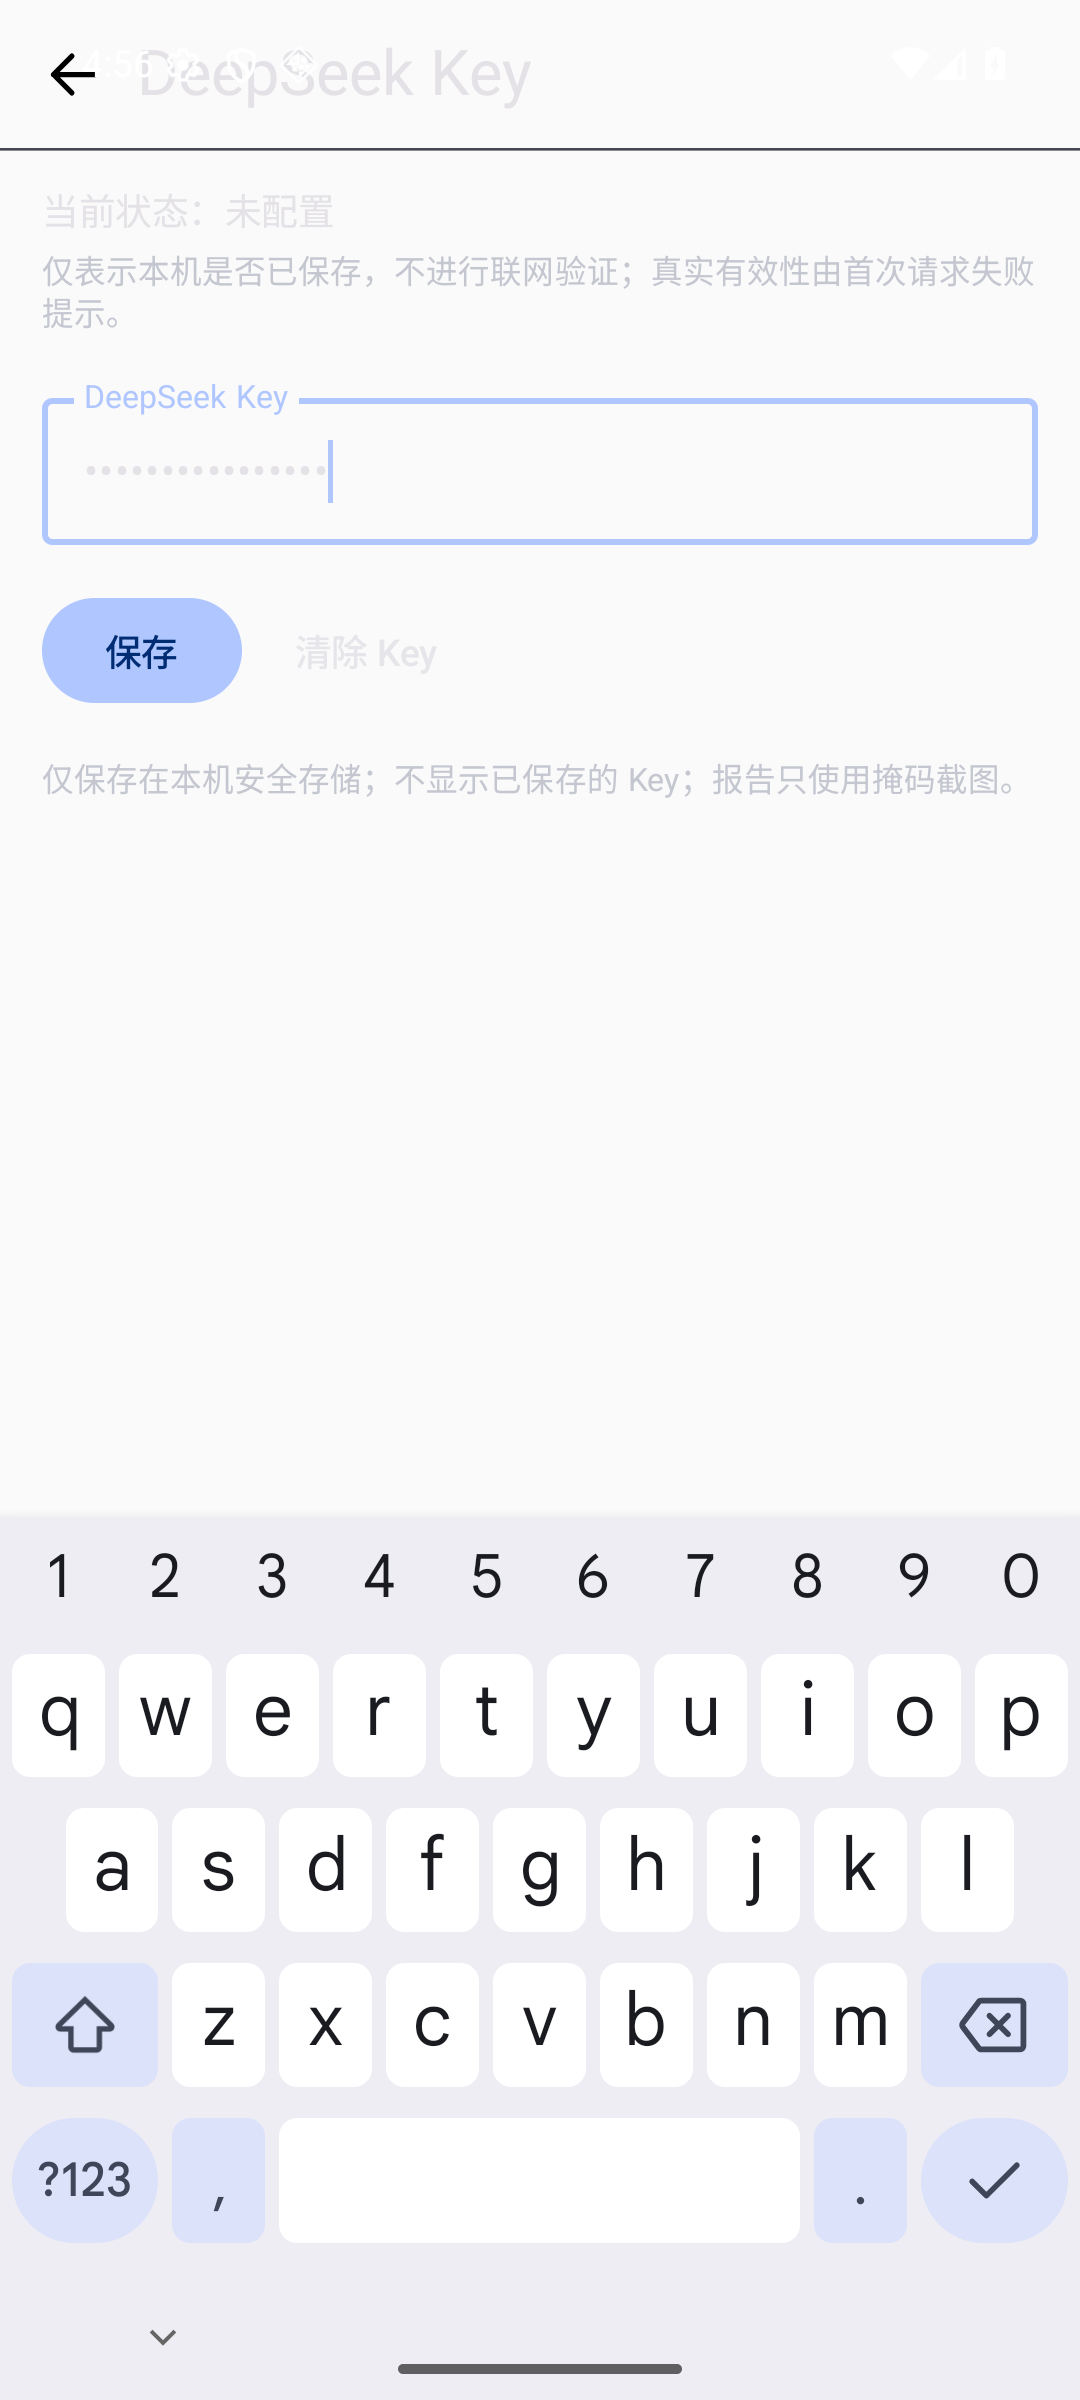 4:56
DeepSeek Key
当前状态：未配置
仅表示本机是否已保存，不进行联网验证；真实有效性由首次请求失败
提示。
DeepSeek Key
••••••••••••••••
保存 清除 Key
仅保存在本机安全存储；不显示已保存的 Key；报告只使用掩码截图。
1 2 3 4 5 6 7 8 9 0
q w e r t y u i o p
a s d f g h j k l
z x c v b n m
?123 , .